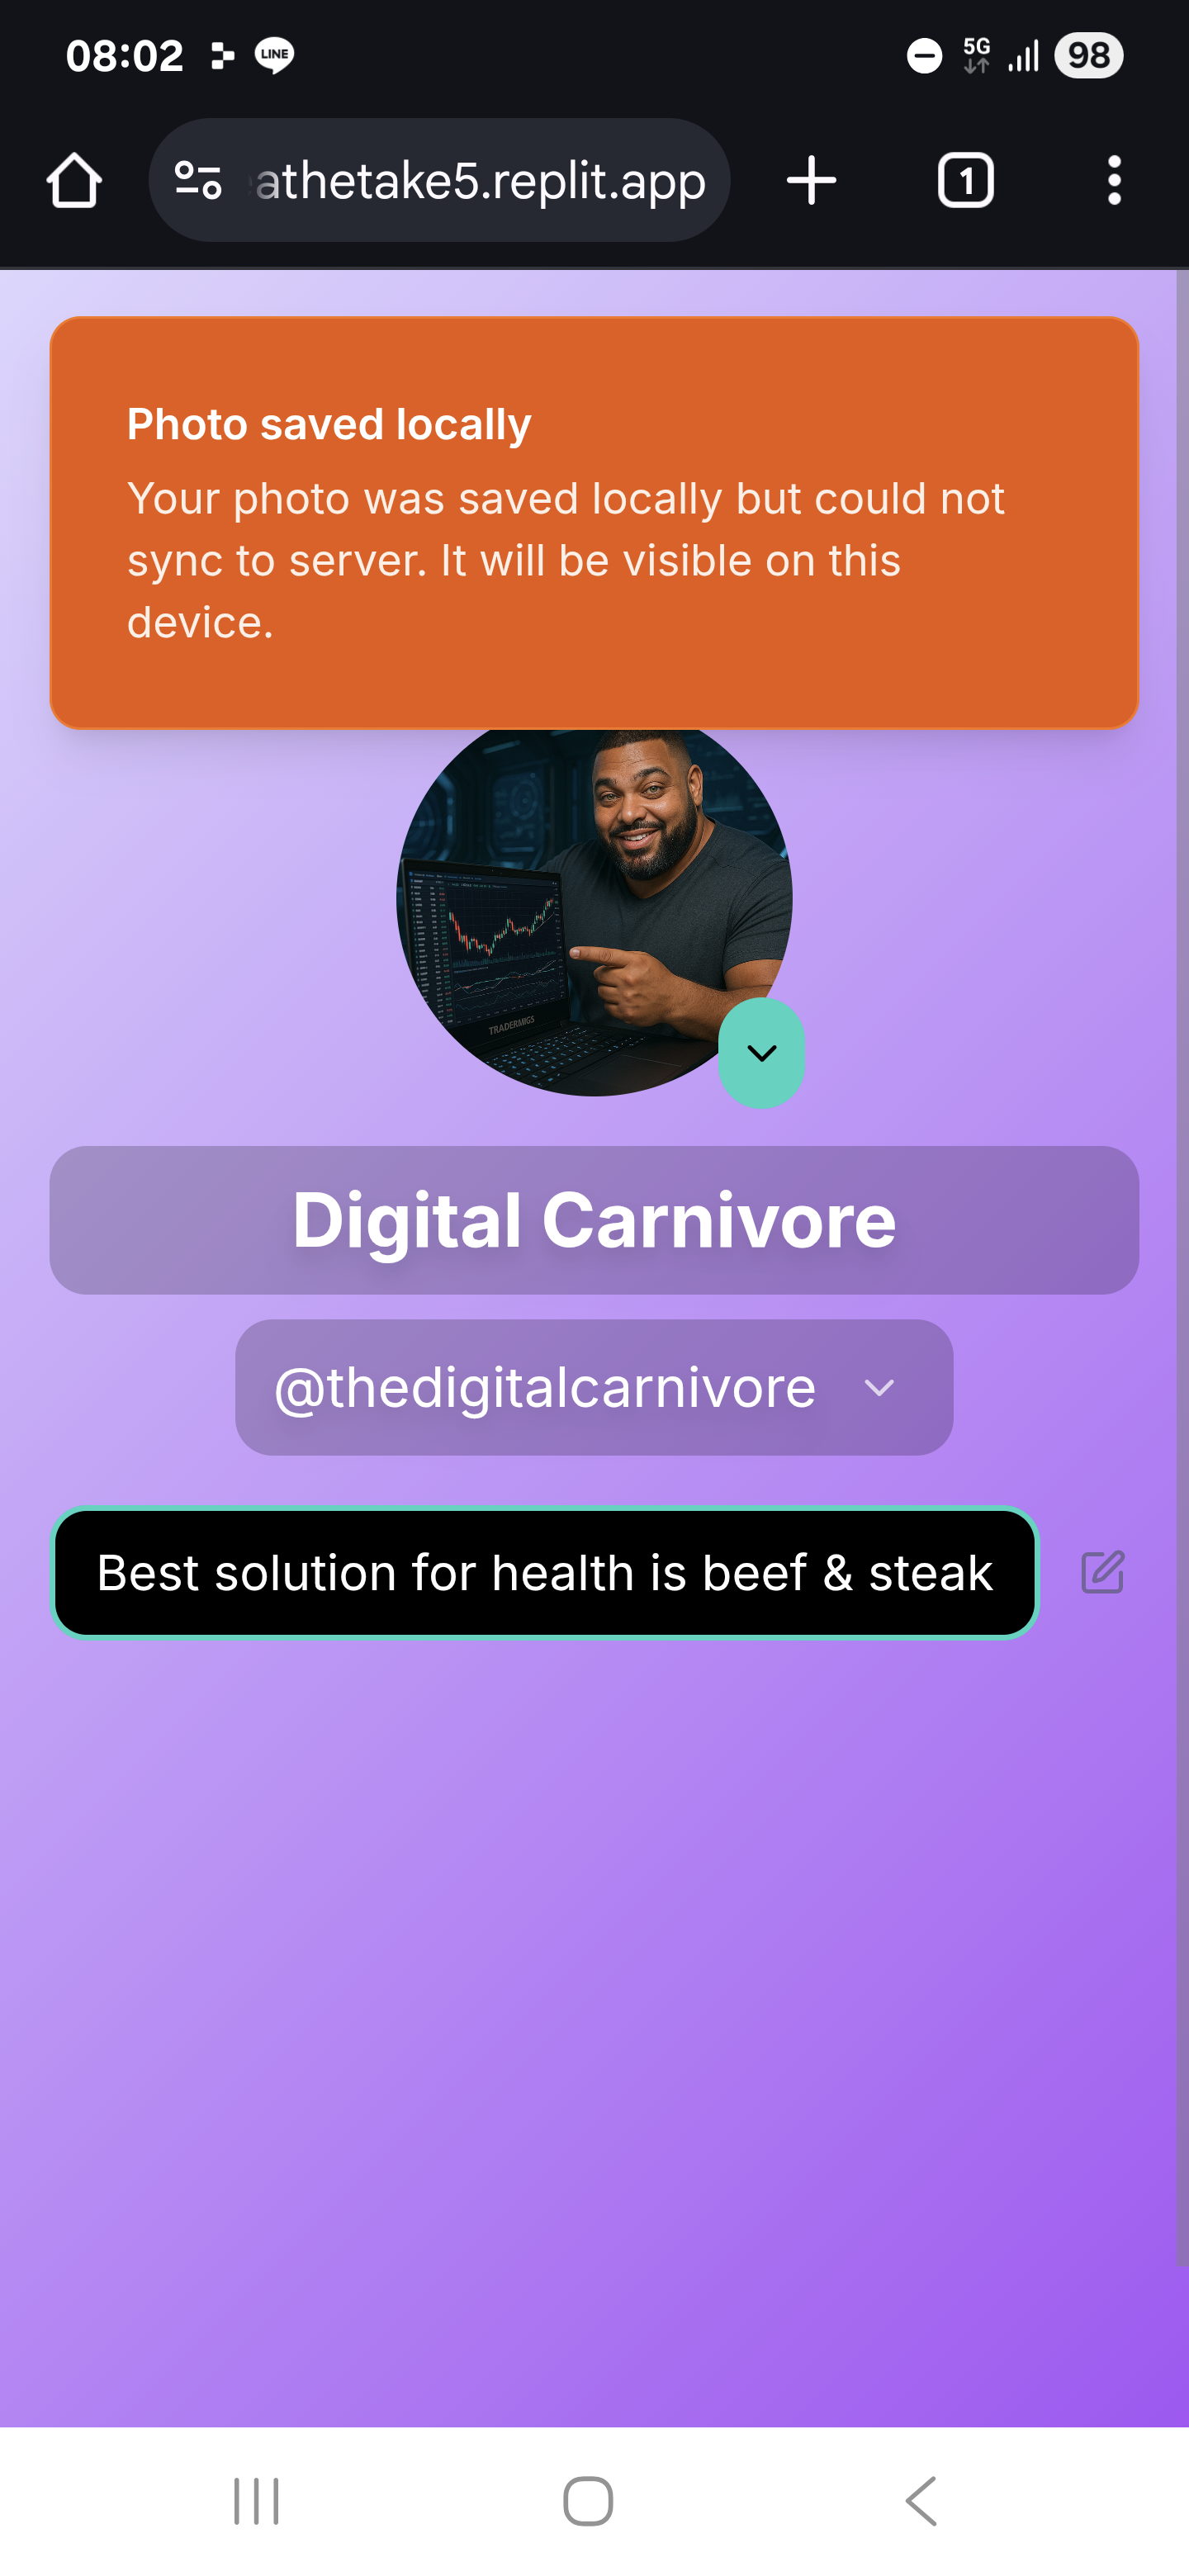 08:02
LINE
5G
98
athetake5.replit.app
1
Photo saved locally
Your photo was saved locally but could not
sync to server. It will be visible on this
device.
TRADERMIGS
Digital Carnivore
@thedigitalcarnivore
Best solution for health is beef & steak